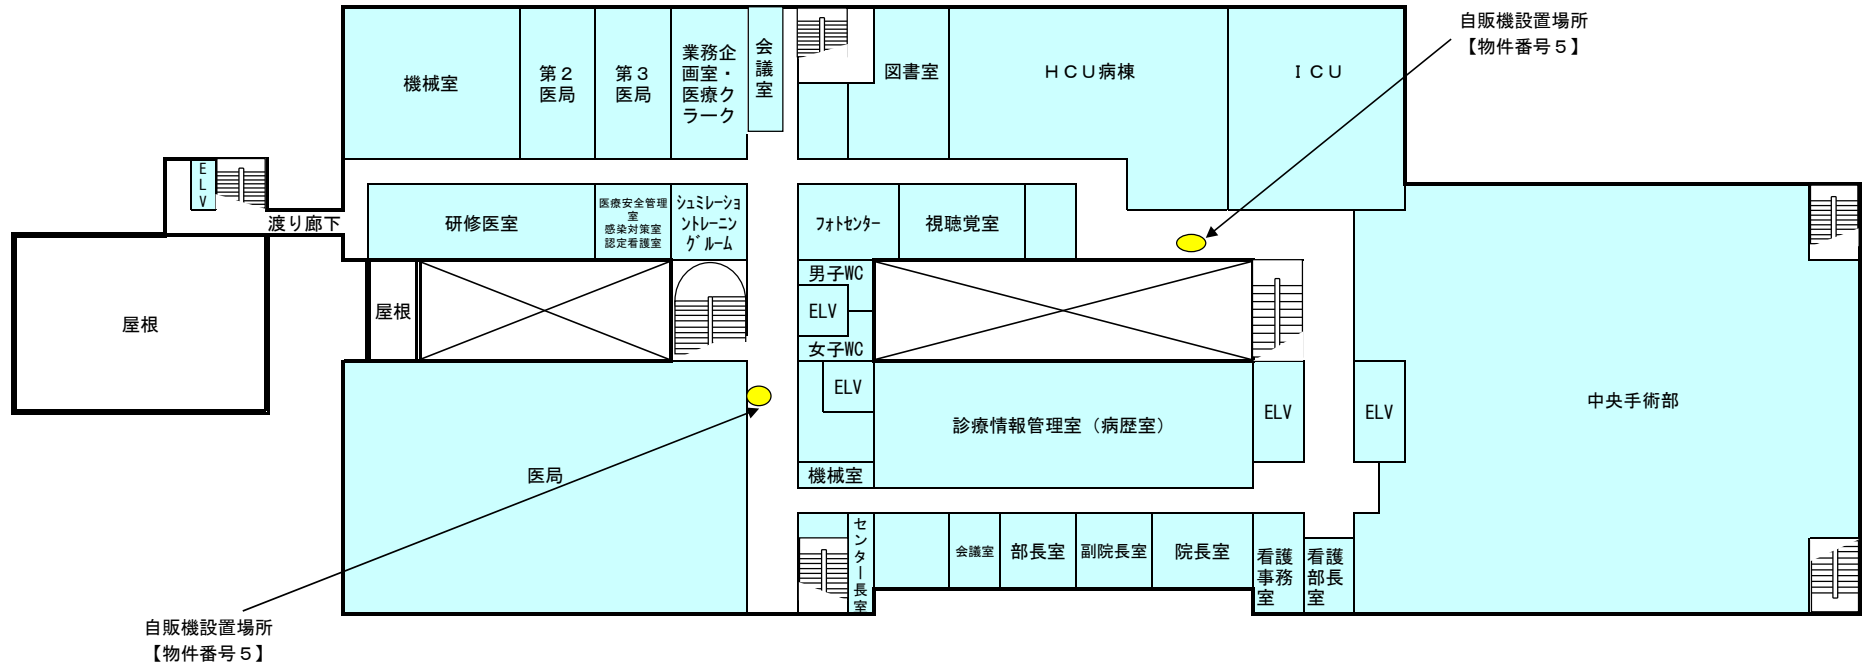 自販機設置場所
【物件番号５】
機械室
第２
医局
第３
医局
業務企
画室・
医療ク
ラーク
会
議
室
図書室
ＨＣＵ病棟
ＩＣＵ
E
L
V
渡り廊下
研修医室
医療安全管理
室
感染対策室
認定看護室
ｼｭﾐﾚｰｼｮ
ﾝﾄﾚｰﾆﾝ
ｸﾞﾙｰﾑ
ﾌｫﾄｾﾝﾀｰ
視聴覚室
屋根
屋根
男子WC
ELV
女子WC
ELV
診療情報管理室（病歴室）
ELV
ELV
中央手術部
医局
機械室
セ
ン
タ
ー
長
室
会議室
部長室
副院長室
院長室
看護
事務
室
看護
部長
室
自販機設置場所
【物件番号５】